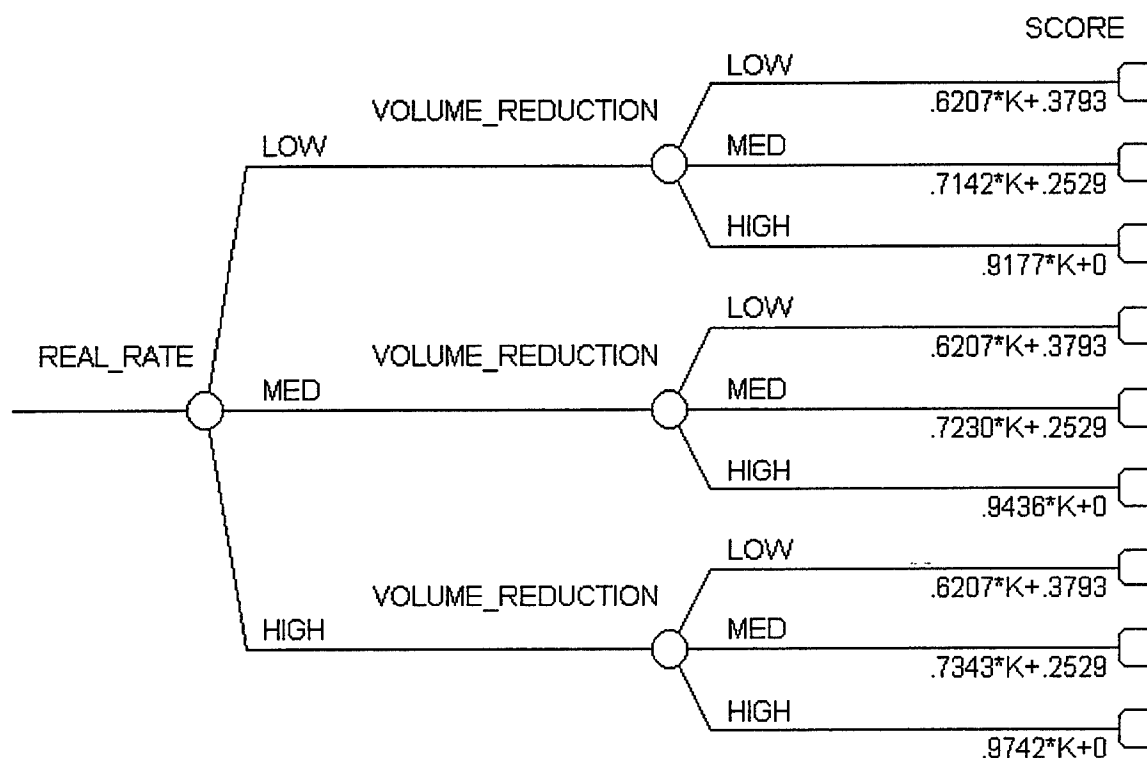 SCORE
LOW
.6207*K+.3793
VOLUME_REDUCTION
LOW
MED
.7142*K+.2529
HIGH
.9177*K+0
LOW
.6207*K+.3793
REAL_RATE
VOLUME_REDUCTION
MED
MED
.7230*K+.2529
HIGH
.9436*K+0
LOW
.6207*K+.3793
VOLUME_REDUCTION
HIGH
MED
.7343*K+.2529
HIGH
.9742*K+0